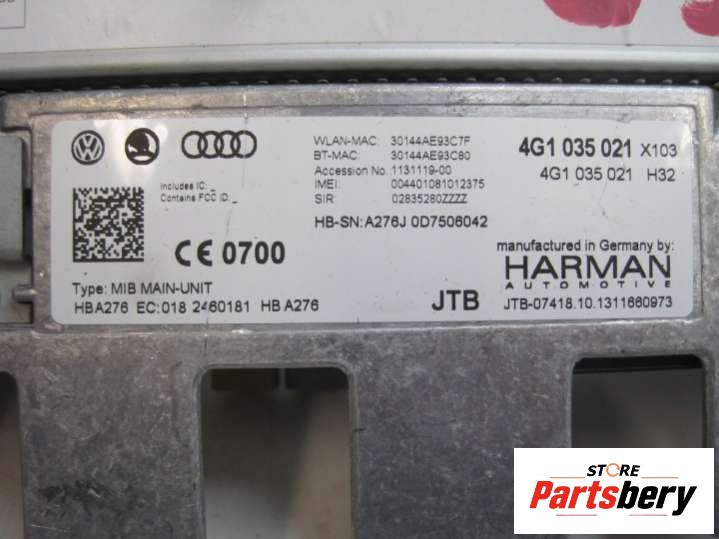 WLAN-MAC: 30144AE93C7F
BT-MAC: 30144AE93C80
Accession No.:1131119-00
IMEI: 004401081012375
SIR: 02835280ZZZZ
HB-SN:A276J 0D7506042
4G1 035 021 X103
4G1 035 021 H32
Includes IC:_
Contains FCC ID:_
CE 0700
Type: MIB MAIN-UNIT
HBA276 EC:018 2460181 HB A276
JTB
manufactured in Germany by:
HARMAN
AUTOMOTIVE
JTB-07418.10.1311660973
STORE
Partsbery